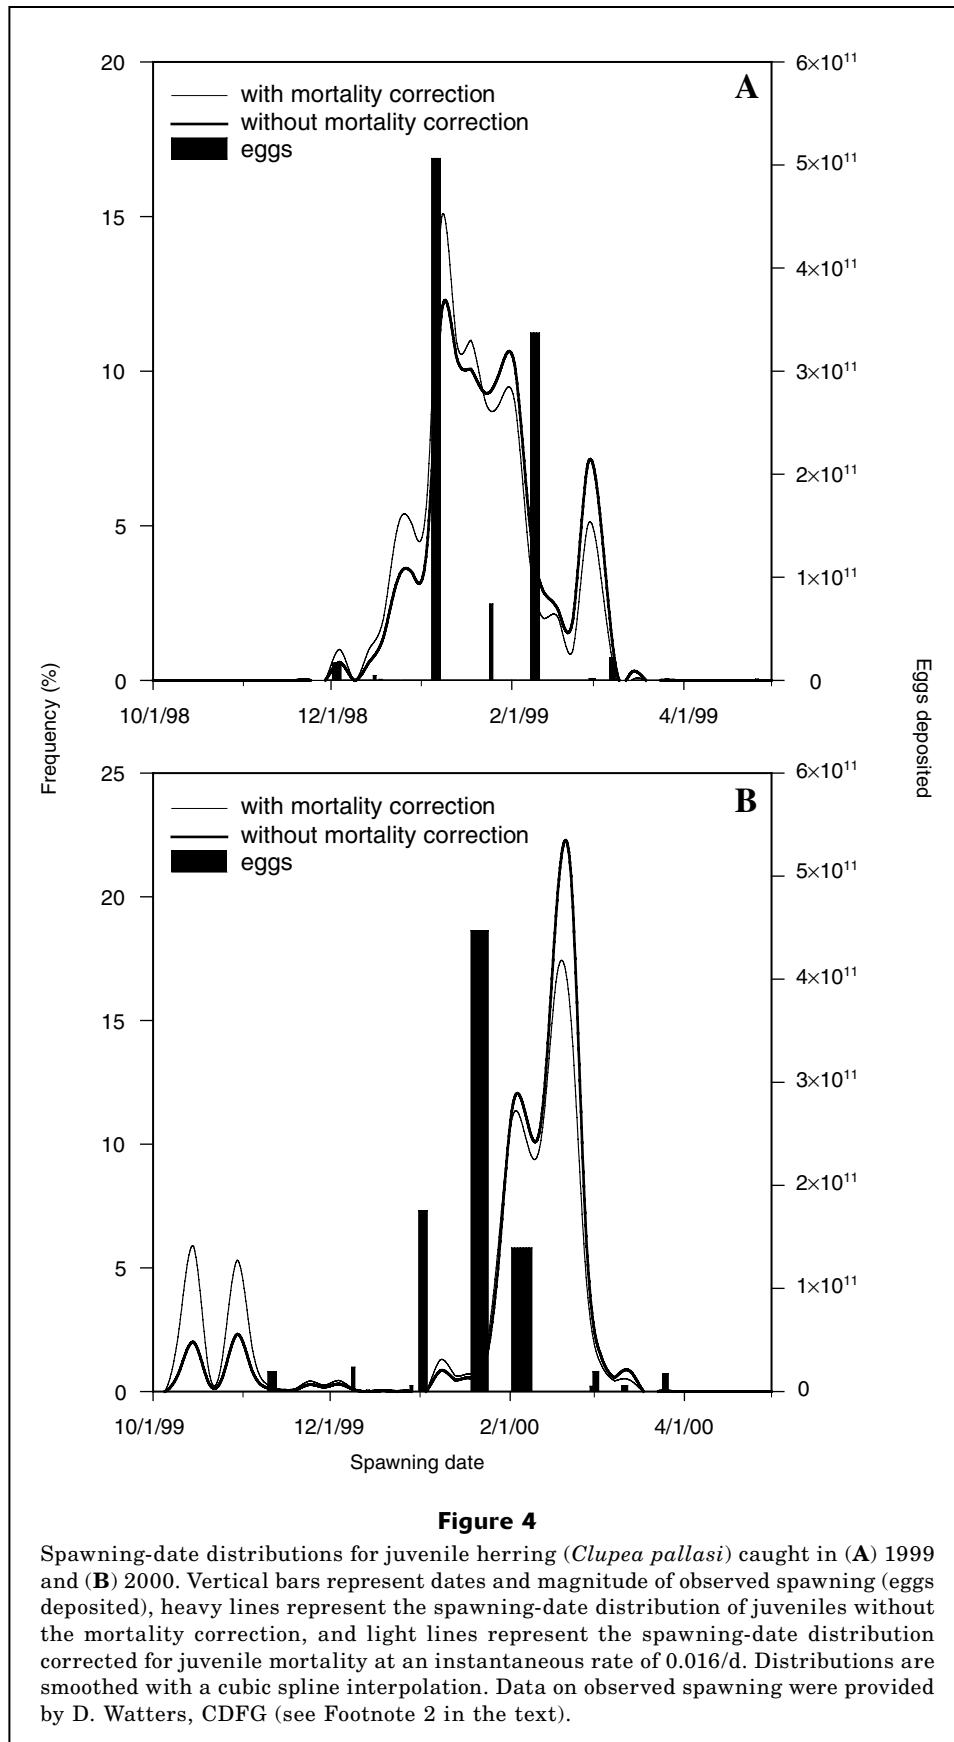 20
15
10
5
0
6×10¹¹
5×10¹¹
4×10¹¹
3×10¹¹
2×10¹¹
1×10¹¹
0
with mortality correction
without mortality correction
eggs
A
10/1/98
12/1/98
2/1/99
4/1/99
Frequency (%)
Eggs deposited
25
20
15
10
5
0
6×10¹¹
5×10¹¹
4×10¹¹
3×10¹¹
2×10¹¹
1×10¹¹
0
with mortality correction
without mortality correction
eggs
B
10/1/99
12/1/99
2/1/00
4/1/00
Spawning date
Figure 4
Spawning-date distributions for juvenile herring (Clupea pallasi) caught in (A) 1999
and (B) 2000. Vertical bars represent dates and magnitude of observed spawning (eggs
deposited), heavy lines represent the spawning-date distribution of juveniles without
the mortality correction, and light lines represent the spawning-date distribution
corrected for juvenile mortality at an instantaneous rate of 0.016/d. Distributions are
smoothed with a cubic spline interpolation. Data on observed spawning were provided
by D. Watters, CDFG (see Footnote 2 in the text).